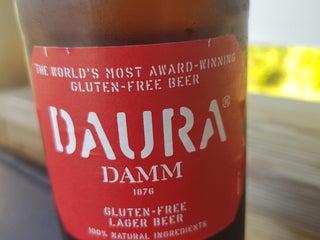 THE WORLD'S MOST AWARD-WINNING
GLUTEN-FREE BEER
DAURA®
DAMM
1876
GLUTEN-FREE
LAGER BEER
100% NATURAL INGREDIENTS